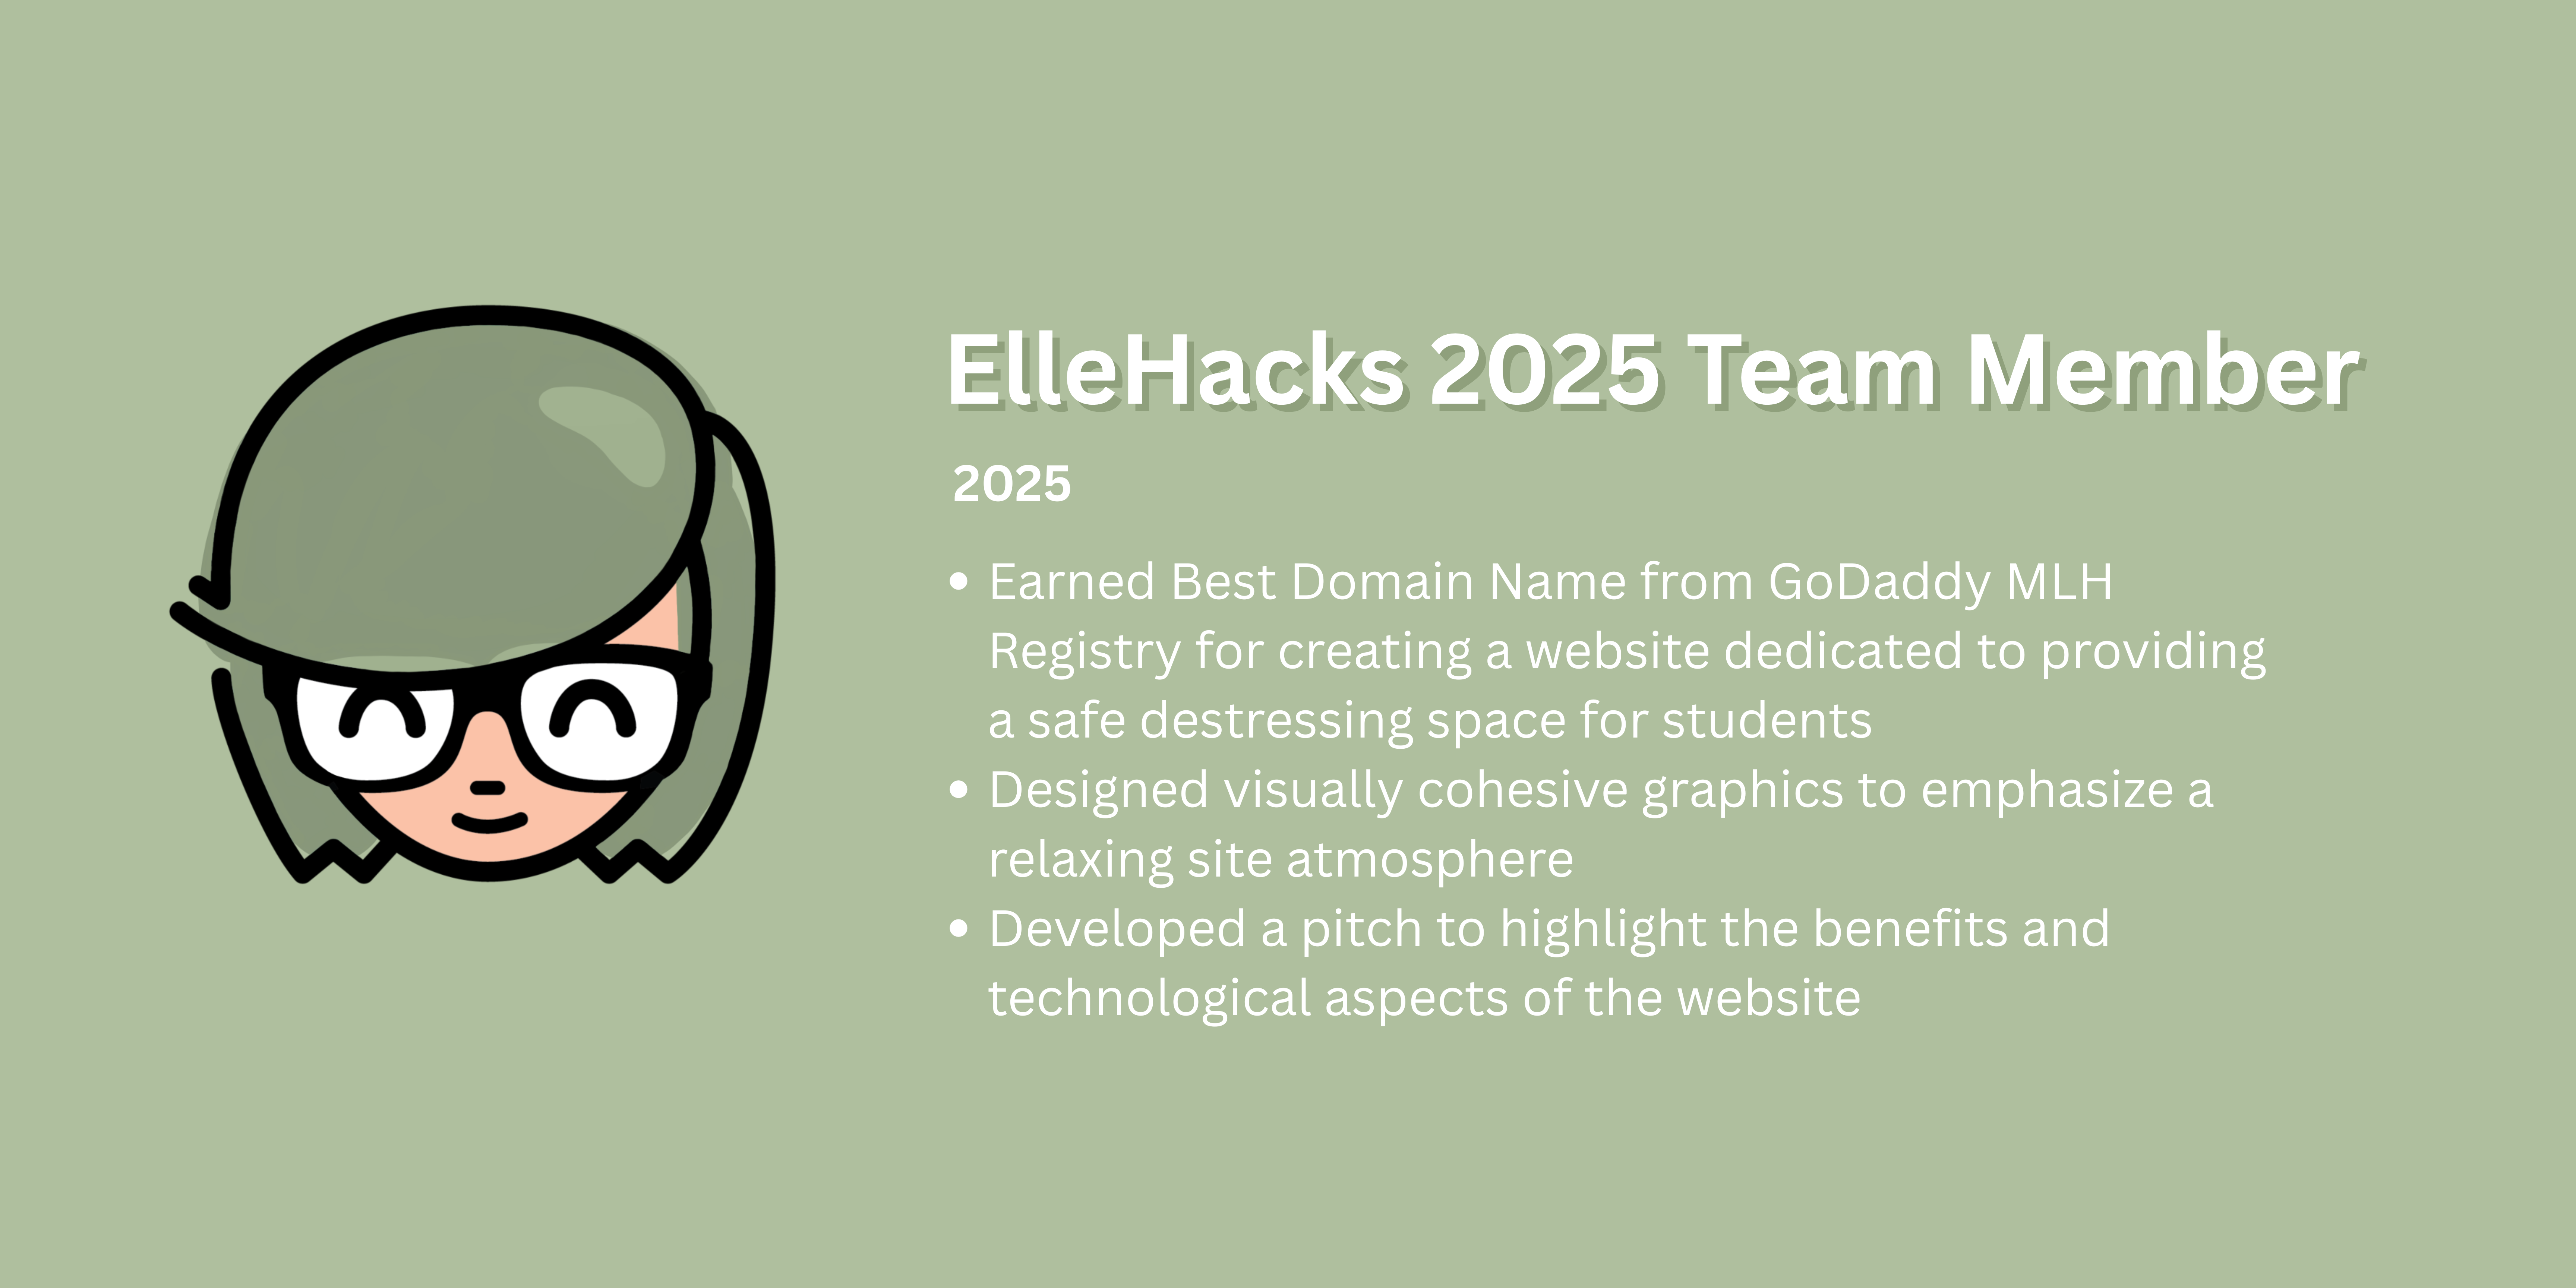 ElleHacks 2025 Team Member
2025
• Earned Best Domain Name from GoDaddy MLH
Registry for creating a website dedicated to providing
a safe destressing space for students
• Designed visually cohesive graphics to emphasize a
relaxing site atmosphere
• Developed a pitch to highlight the benefits and
technological aspects of the website